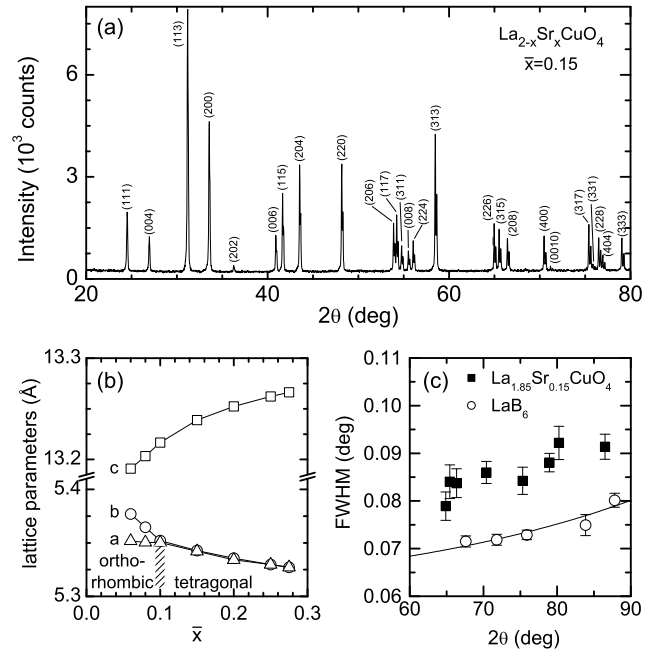 (a)
La2-xSrxCuO4
x̄=0.15
Intensity (10³ counts)
6
3
0
(111)
(004)
(113)
(200)
(202)
(006)
(115)
(204)
(220)
(206)
(117)
(311)
(008)
(224)
(313)
(226)
(315)
(208)
(400)
(0010)
(317)
(331)
(228)
(404)
(333)
20 40 60 80
2θ (deg)
(b)
lattice parameters (Å)
13.3
13.2
5.4
5.3
c
b
a
ortho-
rhombic
tetragonal
0.0 0.1 0.2 0.3
x̄
(c)
La1.85Sr0.15CuO4
LaB6
FWHM (deg)
0.11
0.10
0.09
0.08
0.07
0.06
60 70 80 90
2θ (deg)